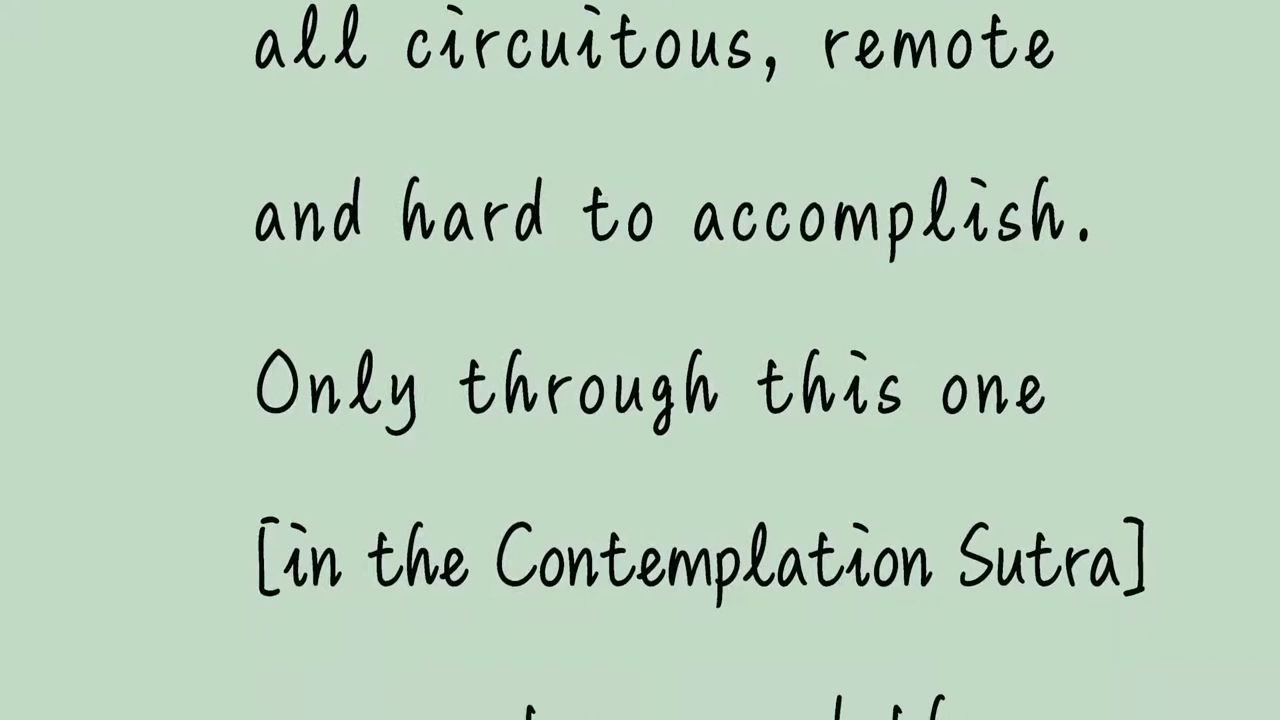 all circuitous, remote
and hard to accomplish.
Only through this one
[in the Contemplation Sutra]